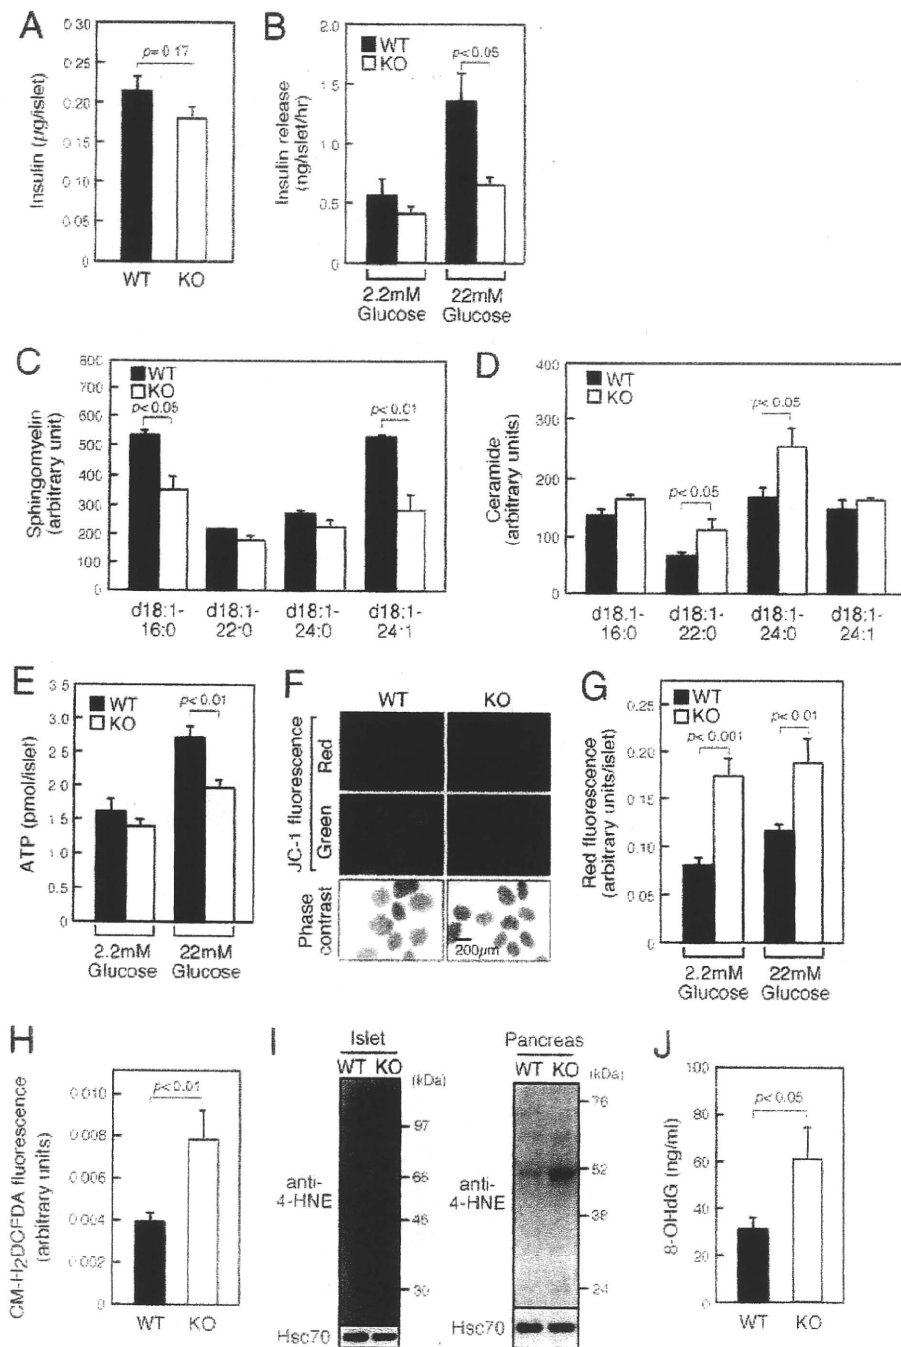 A
Insulin (µg/islet)
0.30
0.25
0.20
0.15
0.10
0.05
0
p=0.17
WT KO
B
Insulin release
(ng/islet/hr)
2.0
1.5
1.0
0.5
0
WT
KO
p<0.05
2.2mM
Glucose
22mM
Glucose
C
Sphingomyelin
(arbitrary unit)
800
700
600
500
400
300
200
100
0
WT
KO
p<0.05
p<0.01
d18:1-
16:0
d18:1-
22:0
d18:1-
24:0
d18:1-
24:1
D
Ceramide
(arbitrary units)
400
300
200
100
0
WT
KO
p<0.05
p<0.05
d18:1-
16:0
d18:1-
22:0
d18:1-
24:0
d18:1-
24:1
E
ATP (pmol/islet)
3.5
3.0
2.5
2.0
1.5
1.0
0.5
0
WT
KO
p<0.01
2.2mM
Glucose
22mM
Glucose
F
WT KO
JC-1 fluorescence
Red
Green
Phase
contrast
200µm
G
Red fluorescence
(arbitrary units/islet)
0.25
0.20
0.15
0.10
0.05
0
WT
KO
p<0.001
p<0.01
2.2mM
Glucose
22mM
Glucose
H
CM-H2DCFDA fluorescence
(arbitrary units)
0.010
0.008
0.006
0.004
0.002
0
p<0.01
WT KO
I
Islet
WT KO (kDa)
97
66
46
30
anti-
4-HNE
Hsc70
Pancreas
WT KO (kDa)
76
52
38
24
anti-
4-HNE
Hsc70
J
8-OHdG (ng/ml)
100
80
60
40
20
0
p<0.05
WT KO